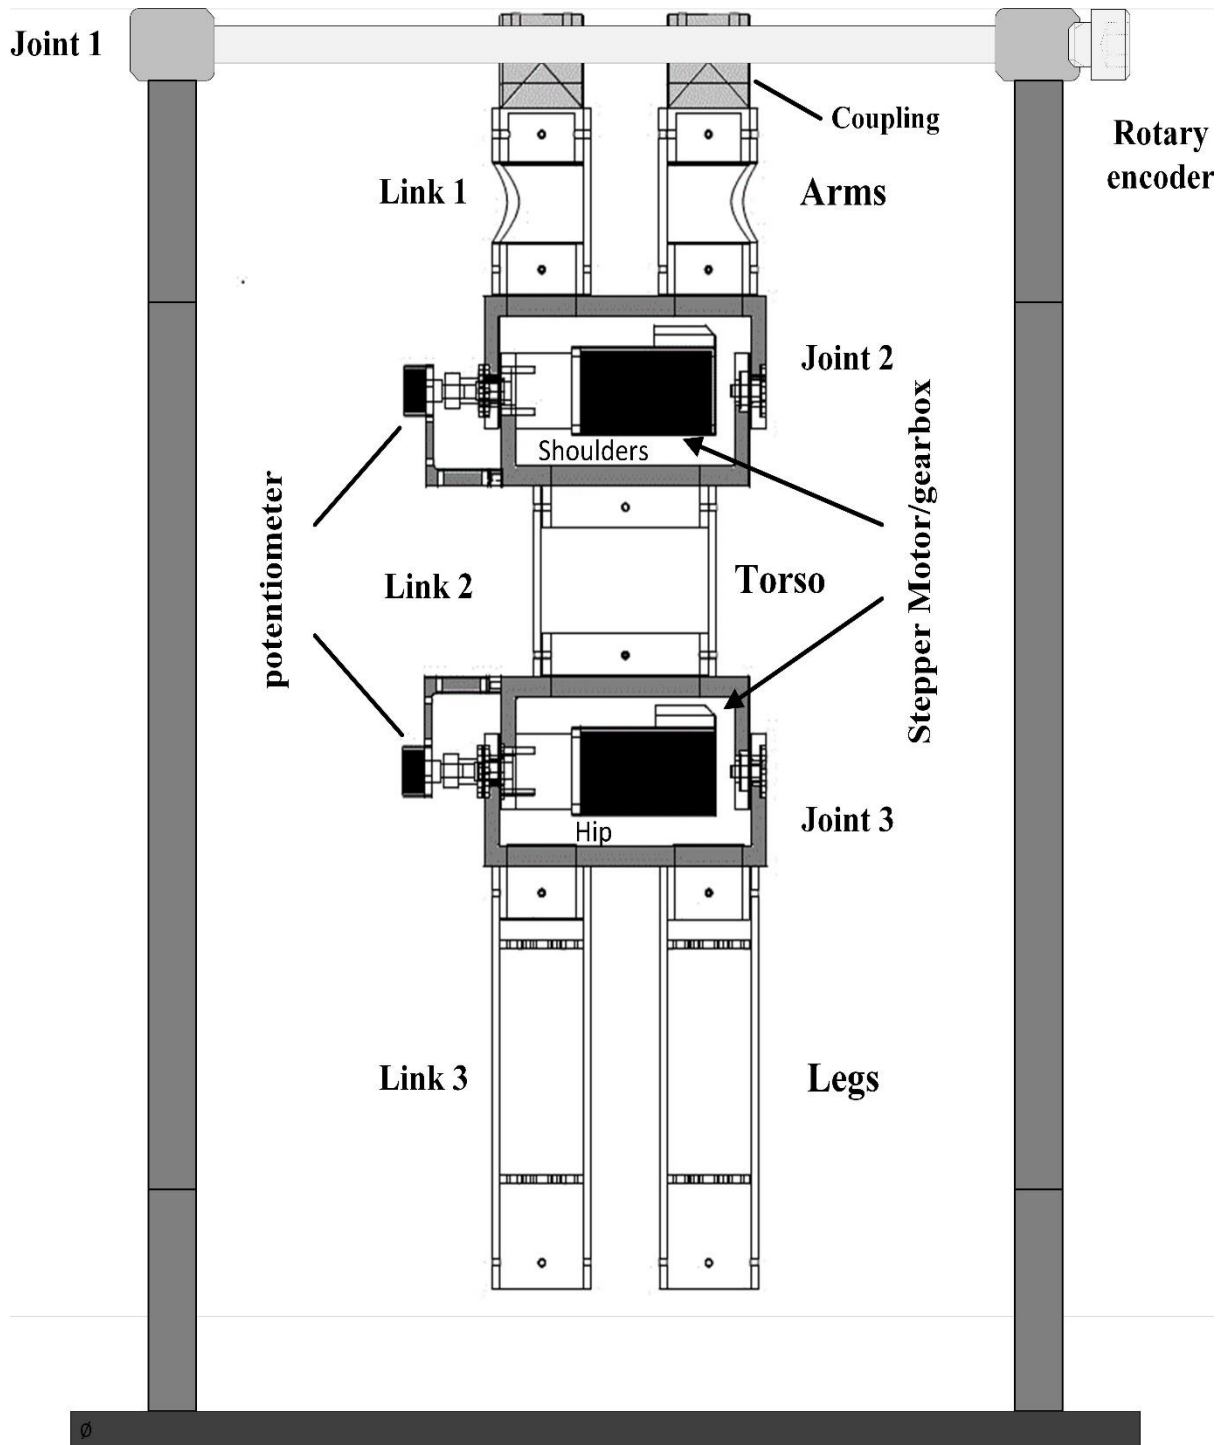 Joint 1
Coupling
Rotary
encoder
Link 1
Arms
Joint 2
Shoulders
potentiometer
Stepper Motor/gearbox
Link 2
Torso
Joint 3
Hip
Link 3
Legs
Ø